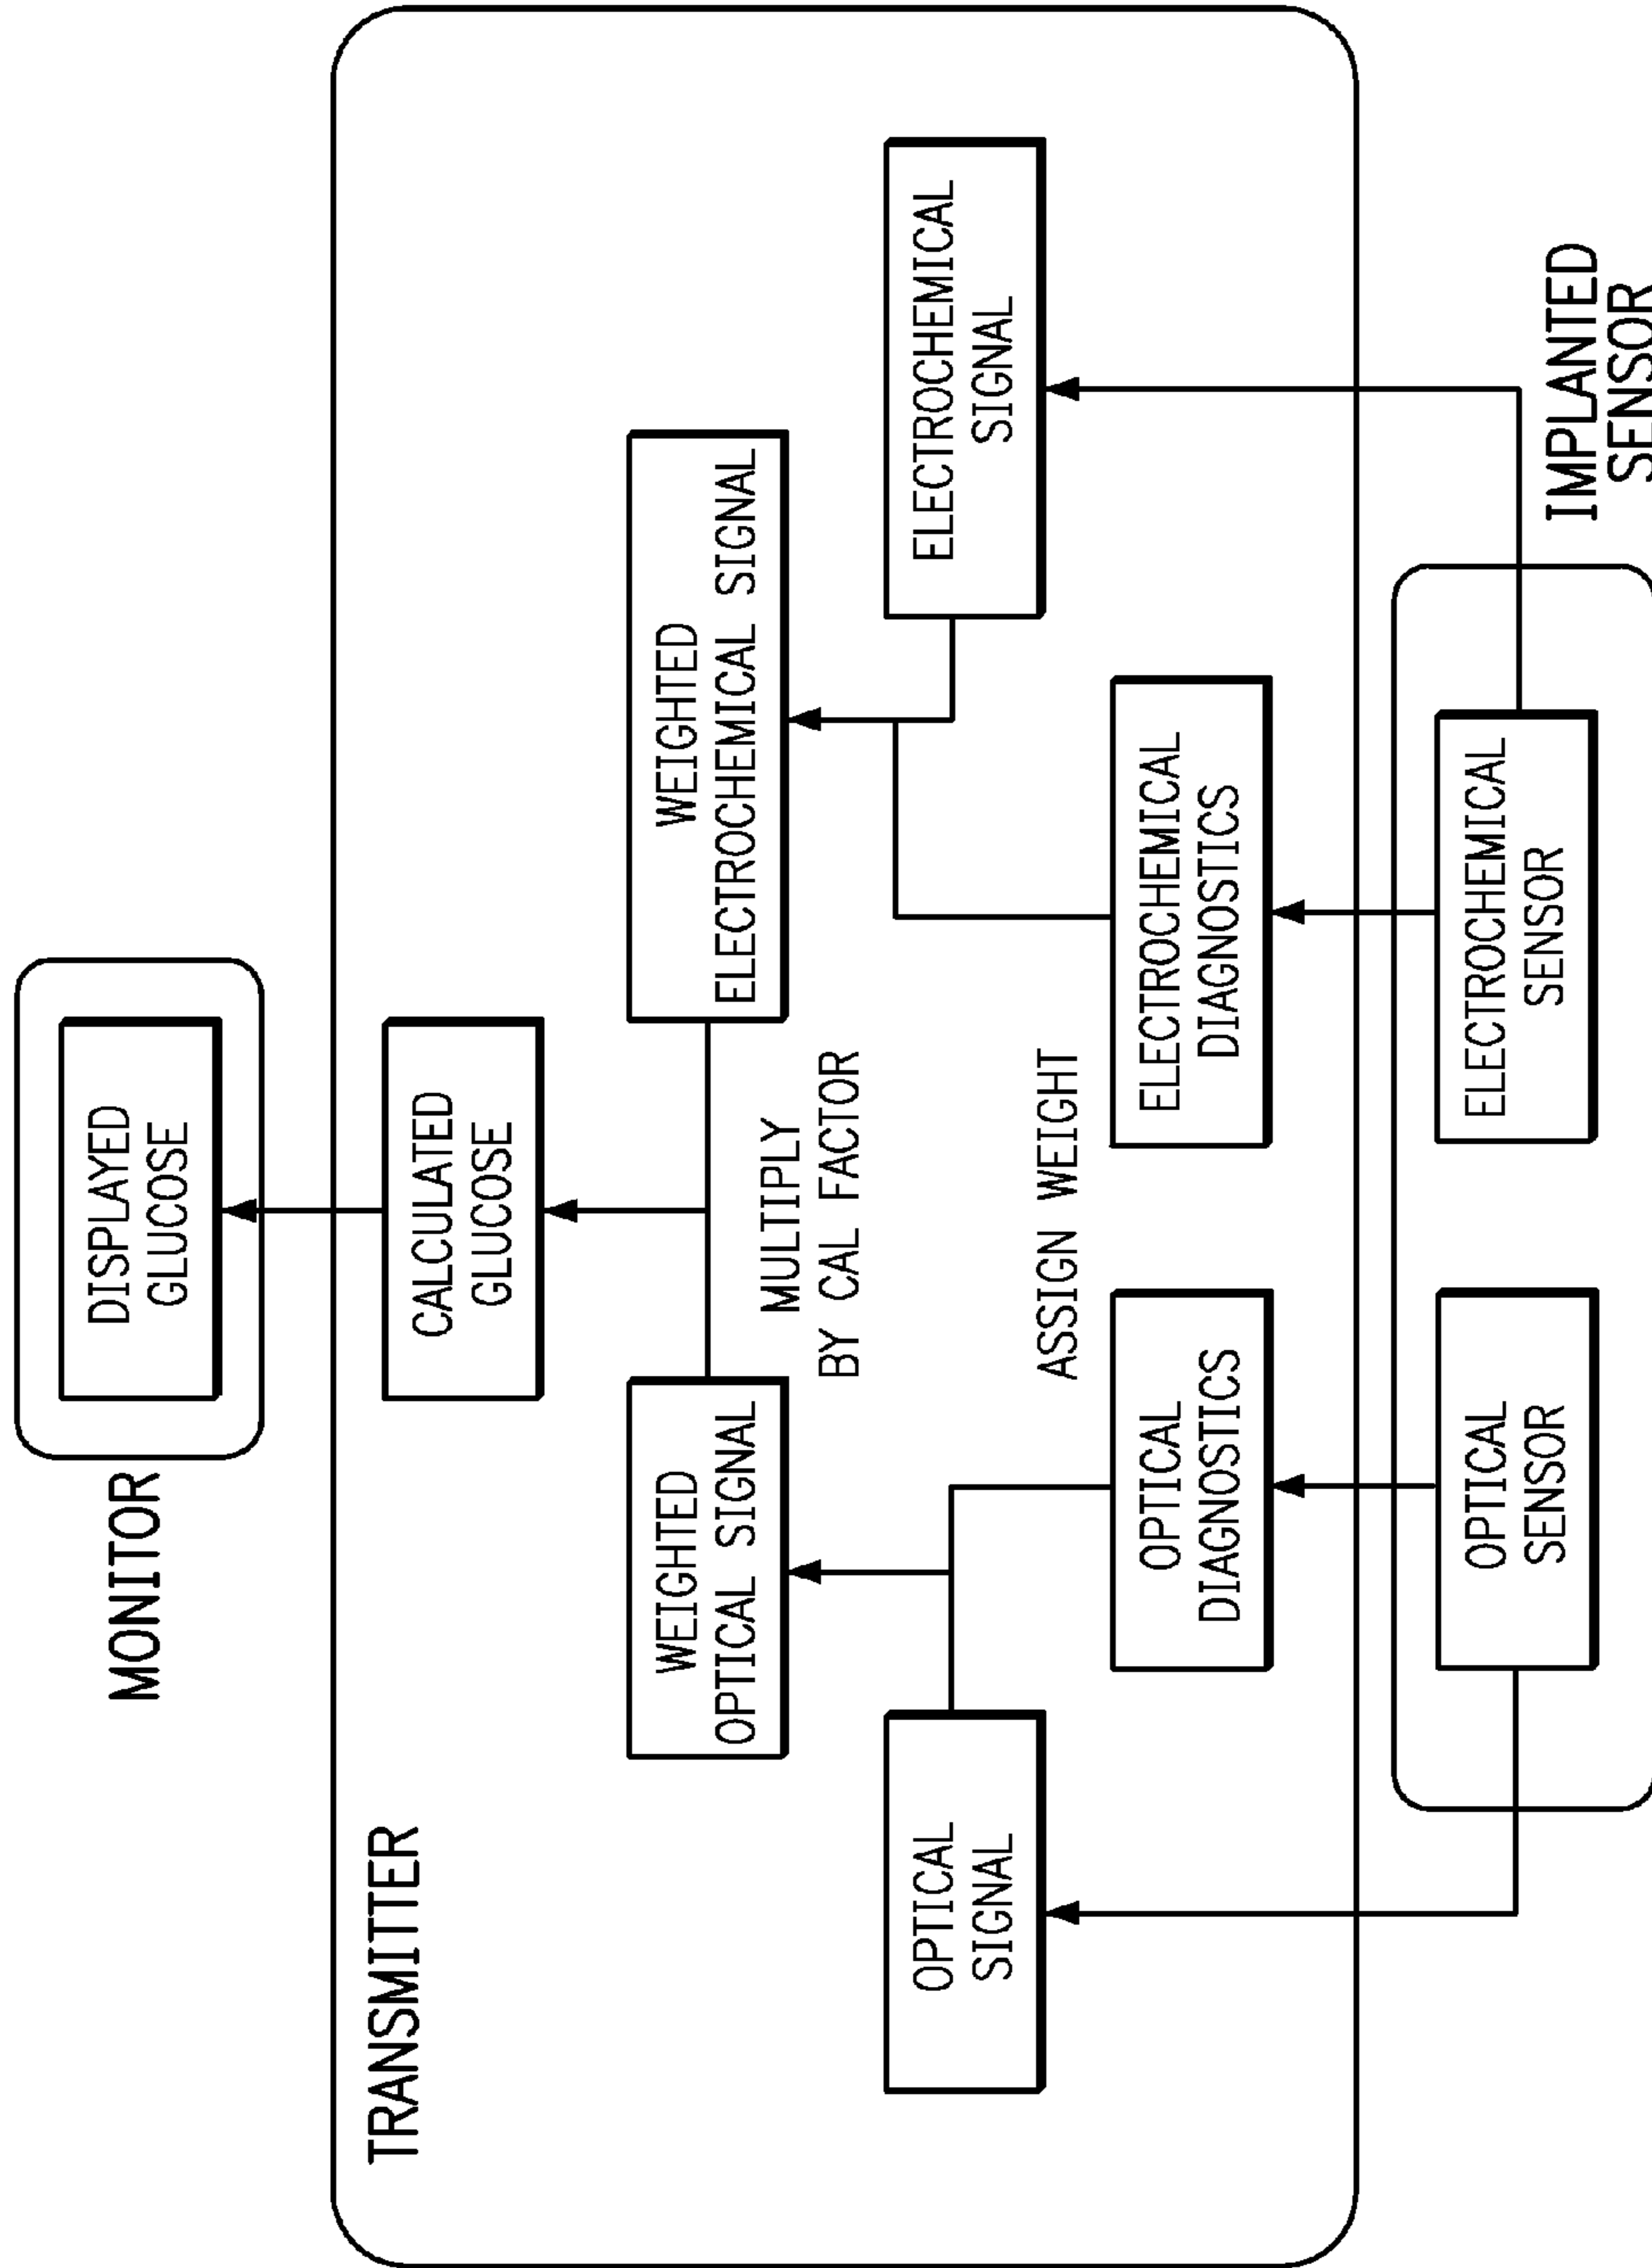 MONITOR
DISPLAYED
GLUCOSE
TRANSMITTER
CALCULATED
GLUCOSE
WEIGHTED
OPTICAL SIGNAL
WEIGHTED
ELECTROCHEMICAL SIGNAL
MULTIPLY
BY CAL FACTOR
OPTICAL
SIGNAL
ELECTROCHEMICAL
SIGNAL
ASSIGN WEIGHT
OPTICAL
DIAGNOSTICS
ELECTROCHEMICAL
DIAGNOSTICS
OPTICAL
SENSOR
ELECTROCHEMICAL
SENSOR
IMPLANTED
SENSOR